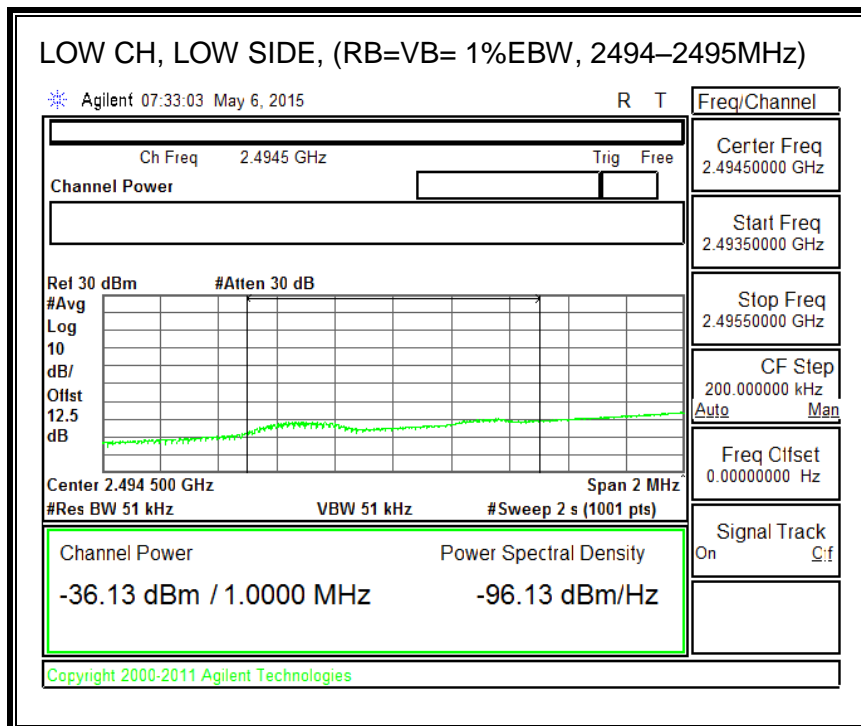 LOW CH, LOW SIDE, (RB=VB= 1%EBW, 2494–2495MHz)
Agilent 07:33:03 May 6, 2015 R T
Freq/Channel
Ch Freq 2.4945 GHz Trig Free
Channel Power
Center Freq
2.49450000 GHz
Start Freq
2.49350000 GHz
Stop Freq
2.49550000 GHz
CF Step
200.000000 kHz
Auto Man
Freq Offset
0.00000000 Hz
Signal Track
On Off
Ref 30 dBm #Atten 30 dB
#Avg
Log
10
dB/
Offst
12.5
dB
Center 2.494 500 GHz Span 2 MHz
#Res BW 51 kHz VBW 51 kHz #Sweep 2 s (1001 pts)
Channel Power Power Spectral Density
-36.13 dBm / 1.0000 MHz -96.13 dBm/Hz
Copyright 2000-2011 Agilent Technologies